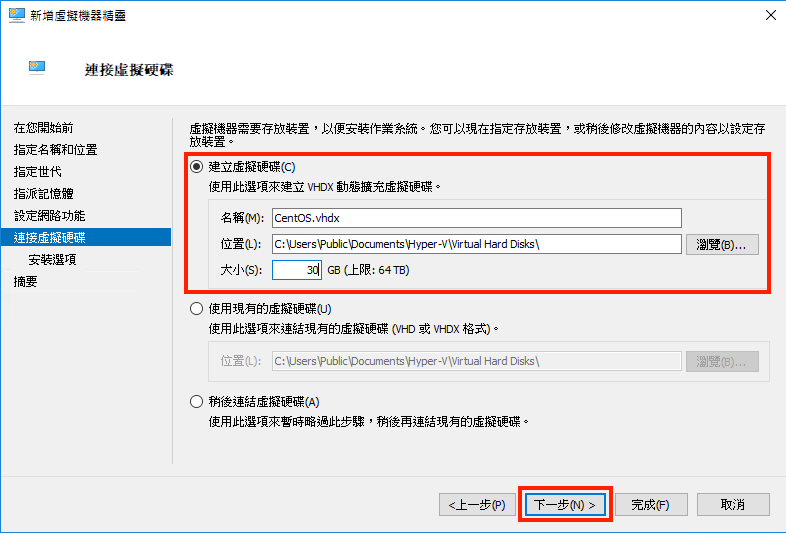 新增虛擬機器精靈
連接虛擬硬碟
在您開始前
指定名稱和位置
指定世代
指派記憶體
設定網路功能
連接虛擬硬碟
安裝選項
摘要
虛擬機器需要存放裝置，以便安裝作業系統。您可以現在指定存放裝置，或稍後修改虛擬機器的內容以設定存
放裝置。
建立虛擬硬碟(C)
使用此選項來建立 VHDX 動態擴充虛擬硬碟。
名稱(M): CentOS.vhdx
位置(L): C:\Users\Public\Documents\Hyper-V\Virtual Hard Disks\ 瀏覽(B)...
大小(S): 30 GB (上限: 64 TB)
使用現有的虛擬硬碟(U)
使用此選項來連結現有的虛擬硬碟 (VHD 或 VHDX 格式)。
位置(L): C:\Users\Public\Documents\Hyper-V\Virtual Hard Disks\ 瀏覽(B)...
稍後連結虛擬硬碟(A)
使用此選項來暫時略過此步驟，稍後再連結現有的虛擬硬碟。
<上一步(P) 下一步(N) > 完成(F) 取消